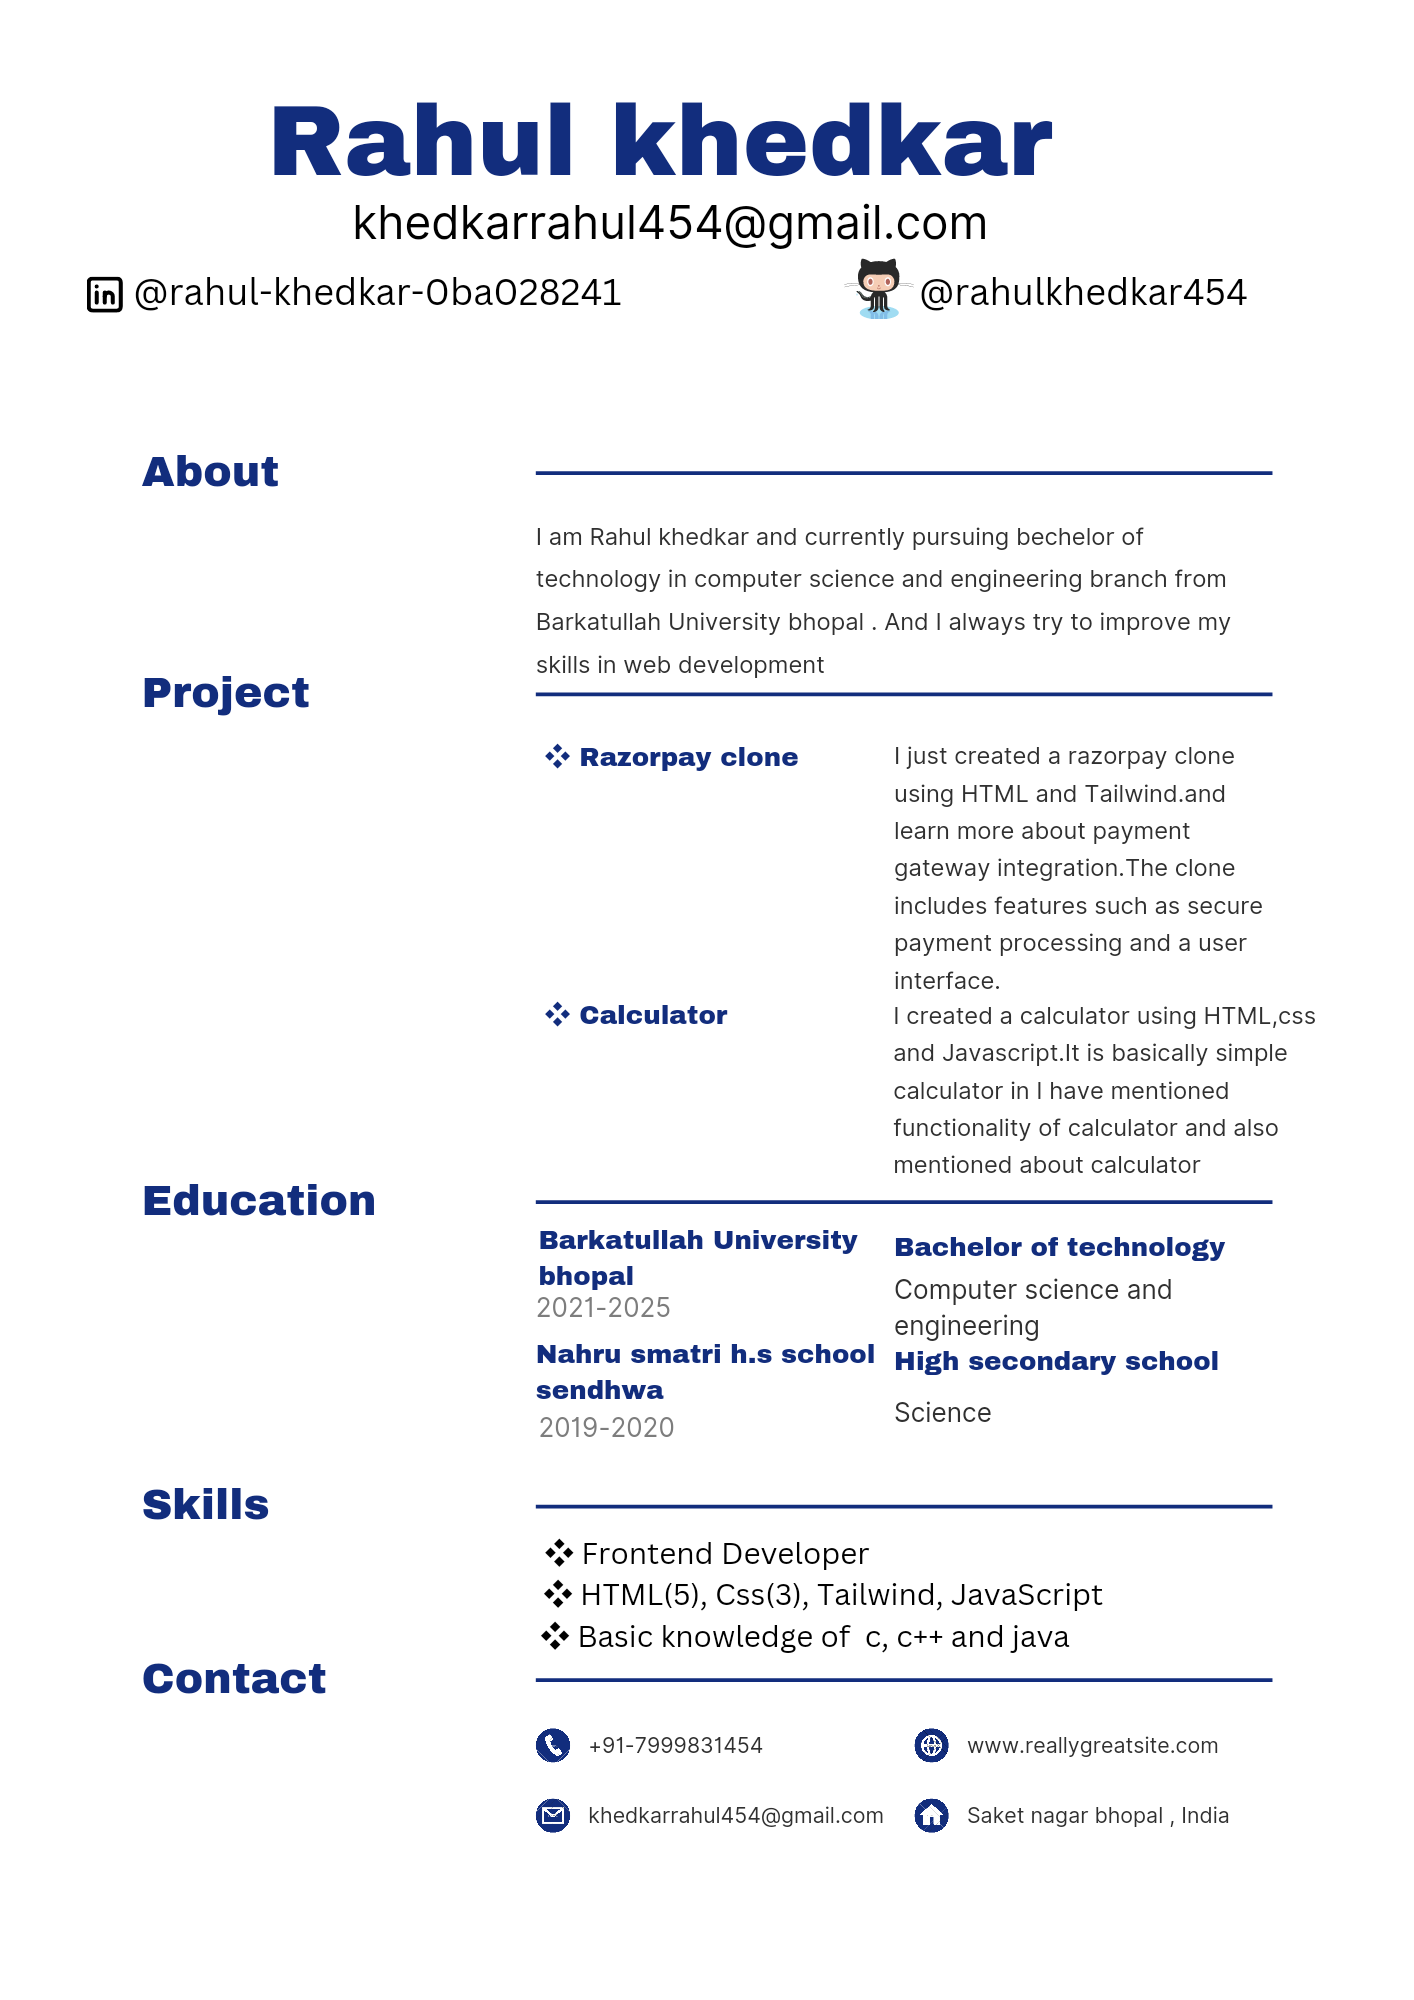 Rahul khedkar
khedkarrahul454@gmail.com
in @rahul-khedkar-0ba028241
@rahulkhedkar454
About
I am Rahul khedkar and currently pursuing bechelor of
technology in computer science and engineering branch from
Barkatullah University bhopal . And I always try to improve my
skills in web development
Project
Razorpay clone
I just created a razorpay clone
using HTML and Tailwind.and
learn more about payment
gateway integration.The clone
includes features such as secure
payment processing and a user
interface.
Calculator
I created a calculator using HTML,css
and Javascript.It is basically simple
calculator in I have mentioned
functionality of calculator and also
mentioned about calculator
Education
Barkatullah University
bhopal
2021-2025
Bachelor of technology
Computer science and
engineering
Nahru smatri h.s school
sendhwa
2019-2020
High secondary school
Science
Skills
Frontend Developer
HTML(5), Css(3), Tailwind, JavaScript
Basic knowledge of  c, c++ and java
Contact
+91-7999831454
www.reallygreatsite.com
khedkarrahul454@gmail.com
Saket nagar bhopal , India